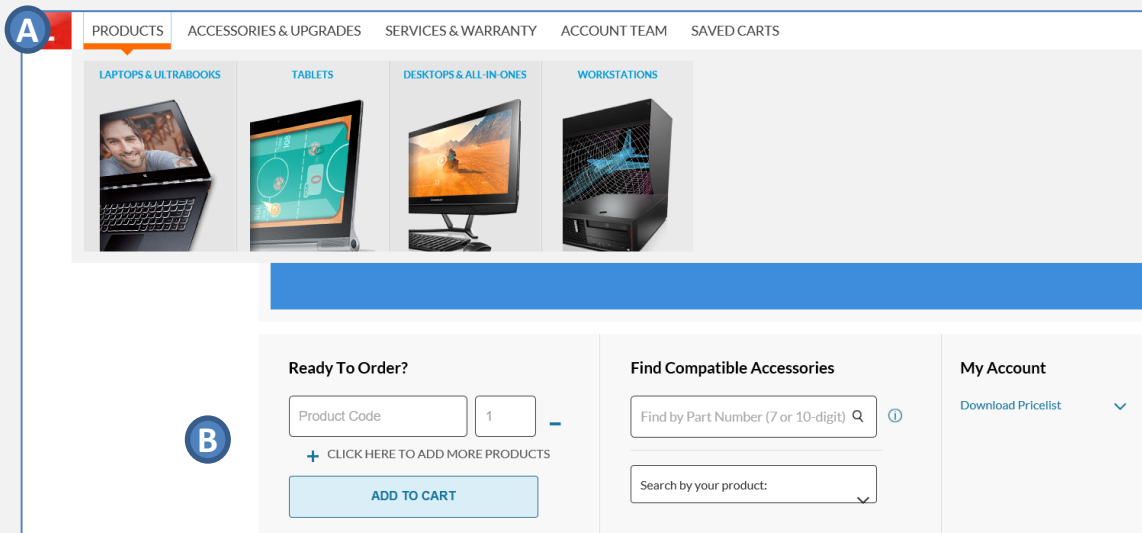 A
PRODUCTS ACCESSORIES & UPGRADES SERVICES & WARRANTY ACCOUNT TEAM SAVED CARTS
LAPTOPS & ULTRABOOKS TABLETS DESKTOPS & ALL-IN-ONES WORKSTATIONS
Ready To Order? Find Compatible Accessories My Account
Product Code 1 Find by Part Number (7 or 10-digit) Download Pricelist
B
CLICK HERE TO ADD MORE PRODUCTS
Search by your product:
ADD TO CART